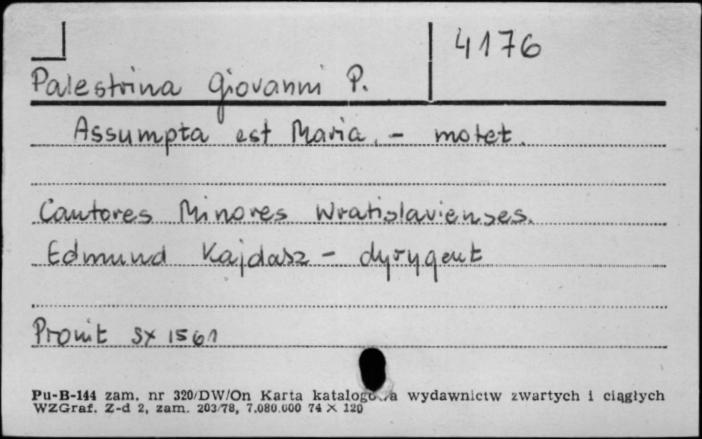 4176
Palestrina Giovanni P.
Assumpta est Maria. - motet.
Cantores Minores Wratislavienses.
Edmund Kajdasz - dyrygent
Pronit SX 1561
Pu-B-144 zam. nr 320/DW/On Karta katalogowa wydawnictw zwartych i ciągłych
WZGraf. Z-d 2, zam. 203/78, 7.080.000 74 X 120